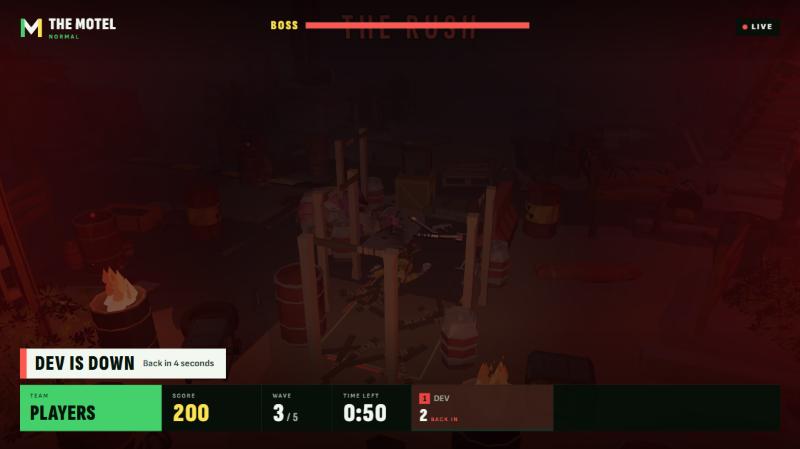 THE MOTEL
NORMAL
BOSS
THE RUSH
LIVE
DEV IS DOWN Back in 4 seconds
TEAM
PLAYERS
SCORE
200
WAVE
3 / 5
TIME LEFT
0:50
1 DEV
2 BACK IN